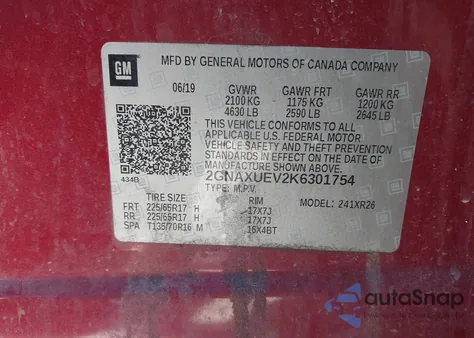 GM
MFD BY GENERAL MOTORS OF CANADA COMPANY
06/19 GVWR GAWR FRT GAWR RR
2100 KG 1175 KG 1200 KG
4630 LB 2590 LB 2645 LB
THIS VEHICLE CONFORMS TO ALL
APPLICABLE U.S. FEDERAL MOTOR
VEHICLE SAFETY AND THEFT
PREVENTION STANDARDS IN
EFFECT ON THE DATE OF
MANUFACTURE SHOWN ABOVE.
434B
2GNAXUEV2K6301754
TYPE: M.P.V.
TIRE SIZE RIM MODEL: 241XR26
FRT 225/65R17 H 17X7J
RR 225/65R17 H 17X7J
SPA T135/70R16 M 16X4BT
autoSnap